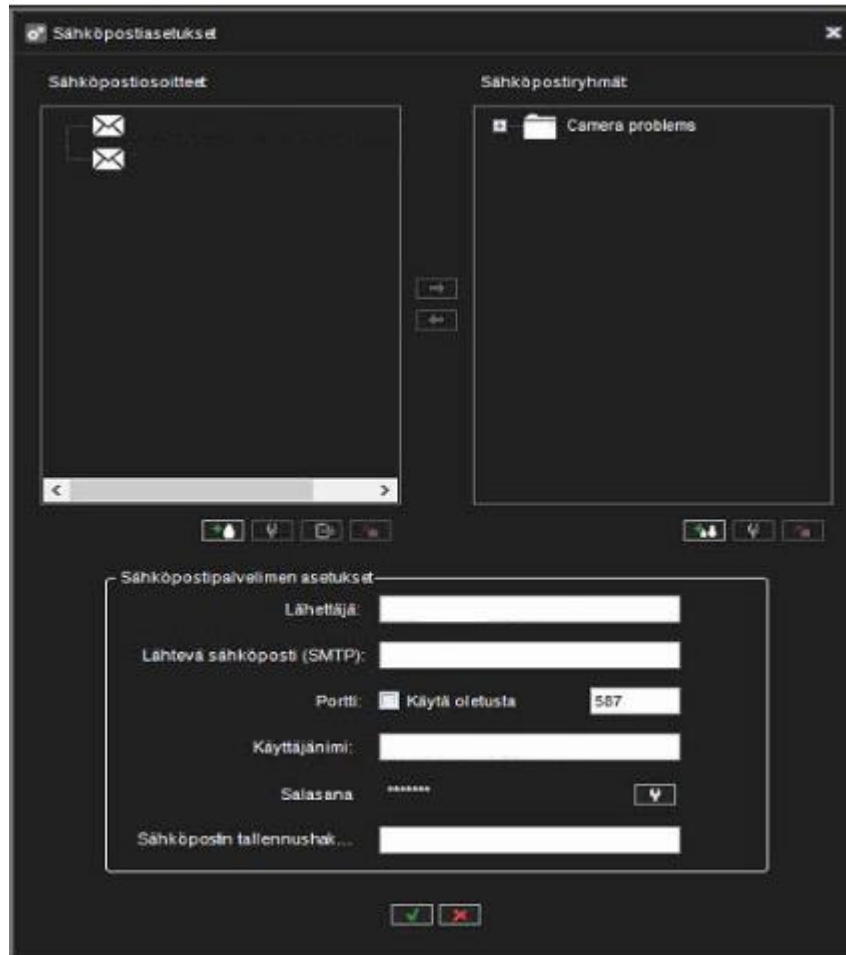 Sähköpostiasetukset
Sähköpostiosoitteet
Sähköpostiryhmät
Camera problems
Sähköpostipalvelimen asetukset
Lähettäjä:
Lähtevä sähköposti (SMTP):
Portti: Käytä oletusta 587
Käyttäjänimi:
Salasana *******
Sähköpostin tallennushak...